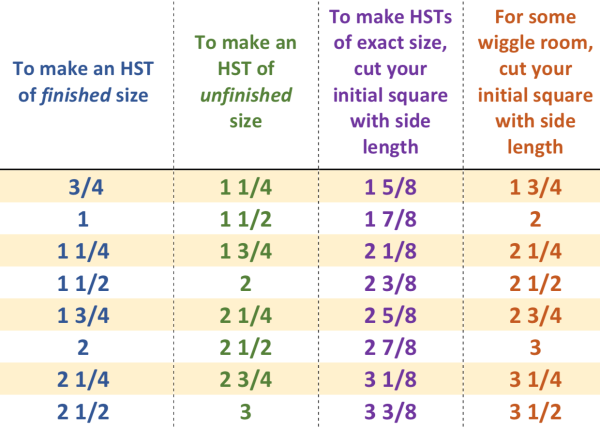 To make an HST
of finished size
To make an
HST of
unfinished
size
To make HSTs
of exact size,
cut your
initial square
with side
length
For some
wiggle room,
cut your
initial square
with side
length
3/4 1 1/4 1 5/8 1 3/4
1 1 1/2 1 7/8 2
1 1/4 1 3/4 2 1/8 2 1/4
1 1/2 2 2 3/8 2 1/2
1 3/4 2 1/4 2 5/8 2 3/4
2 2 1/2 2 7/8 3
2 1/4 2 3/4 3 1/8 3 1/4
2 1/2 3 3 3/8 3 1/2